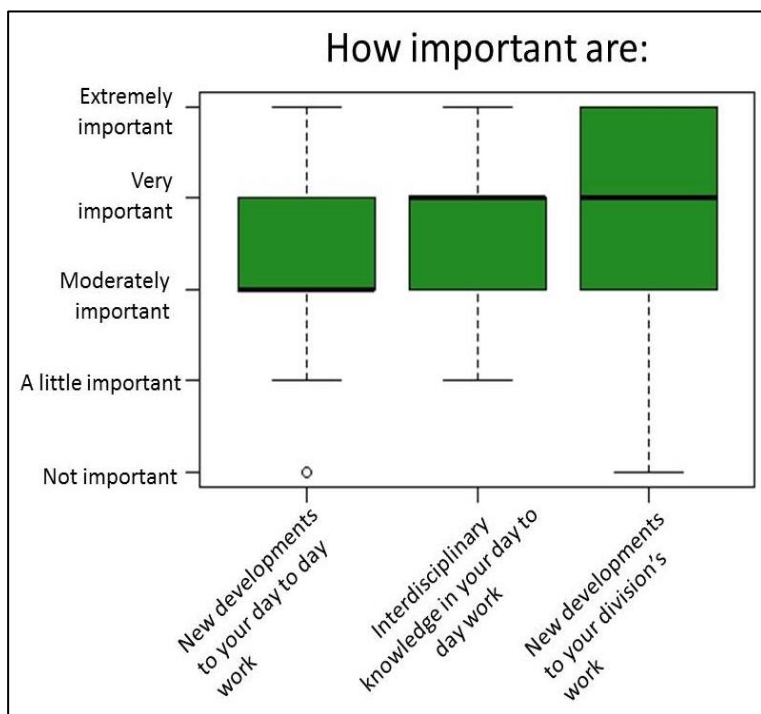 How important are:
Extremely
important
Very
important
Moderately
important
A little important
Not important
New developments
to your day to day
work
Interdisciplinary
knowledge in your day to
day work
New developments
to your division's
work